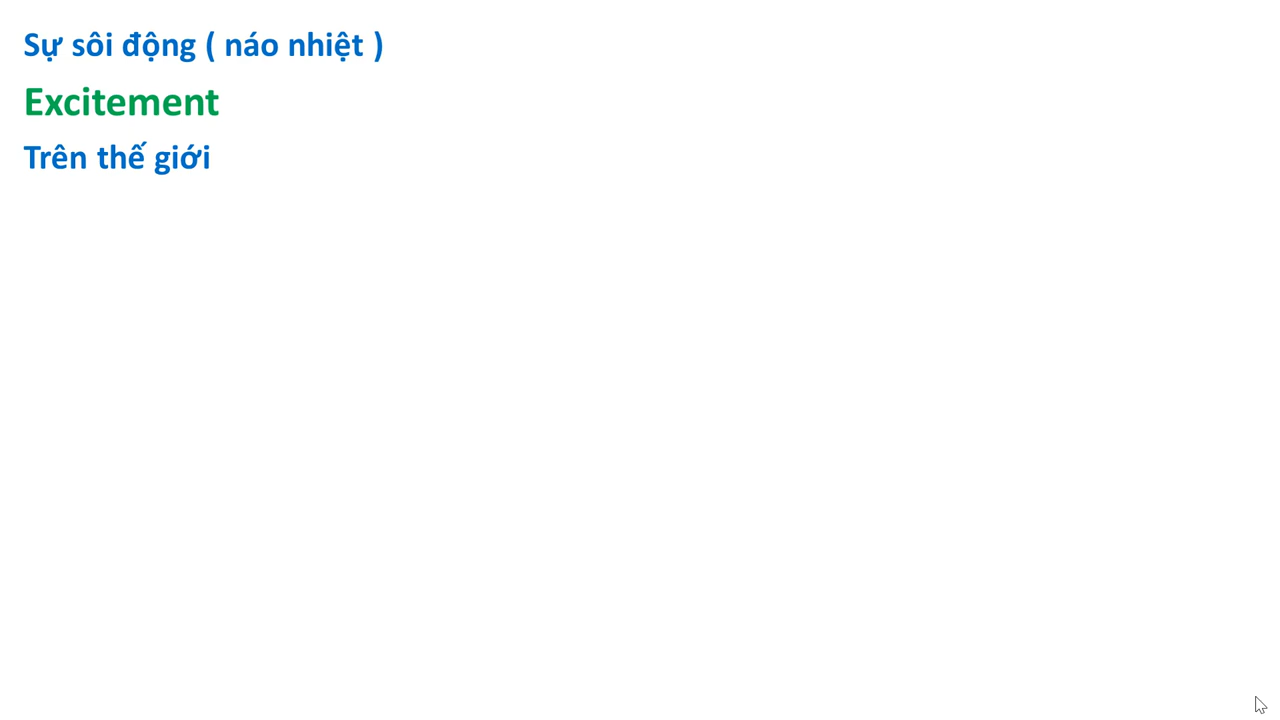 Sự sôi động ( náo nhiệt )
Excitement
Trên thế giới